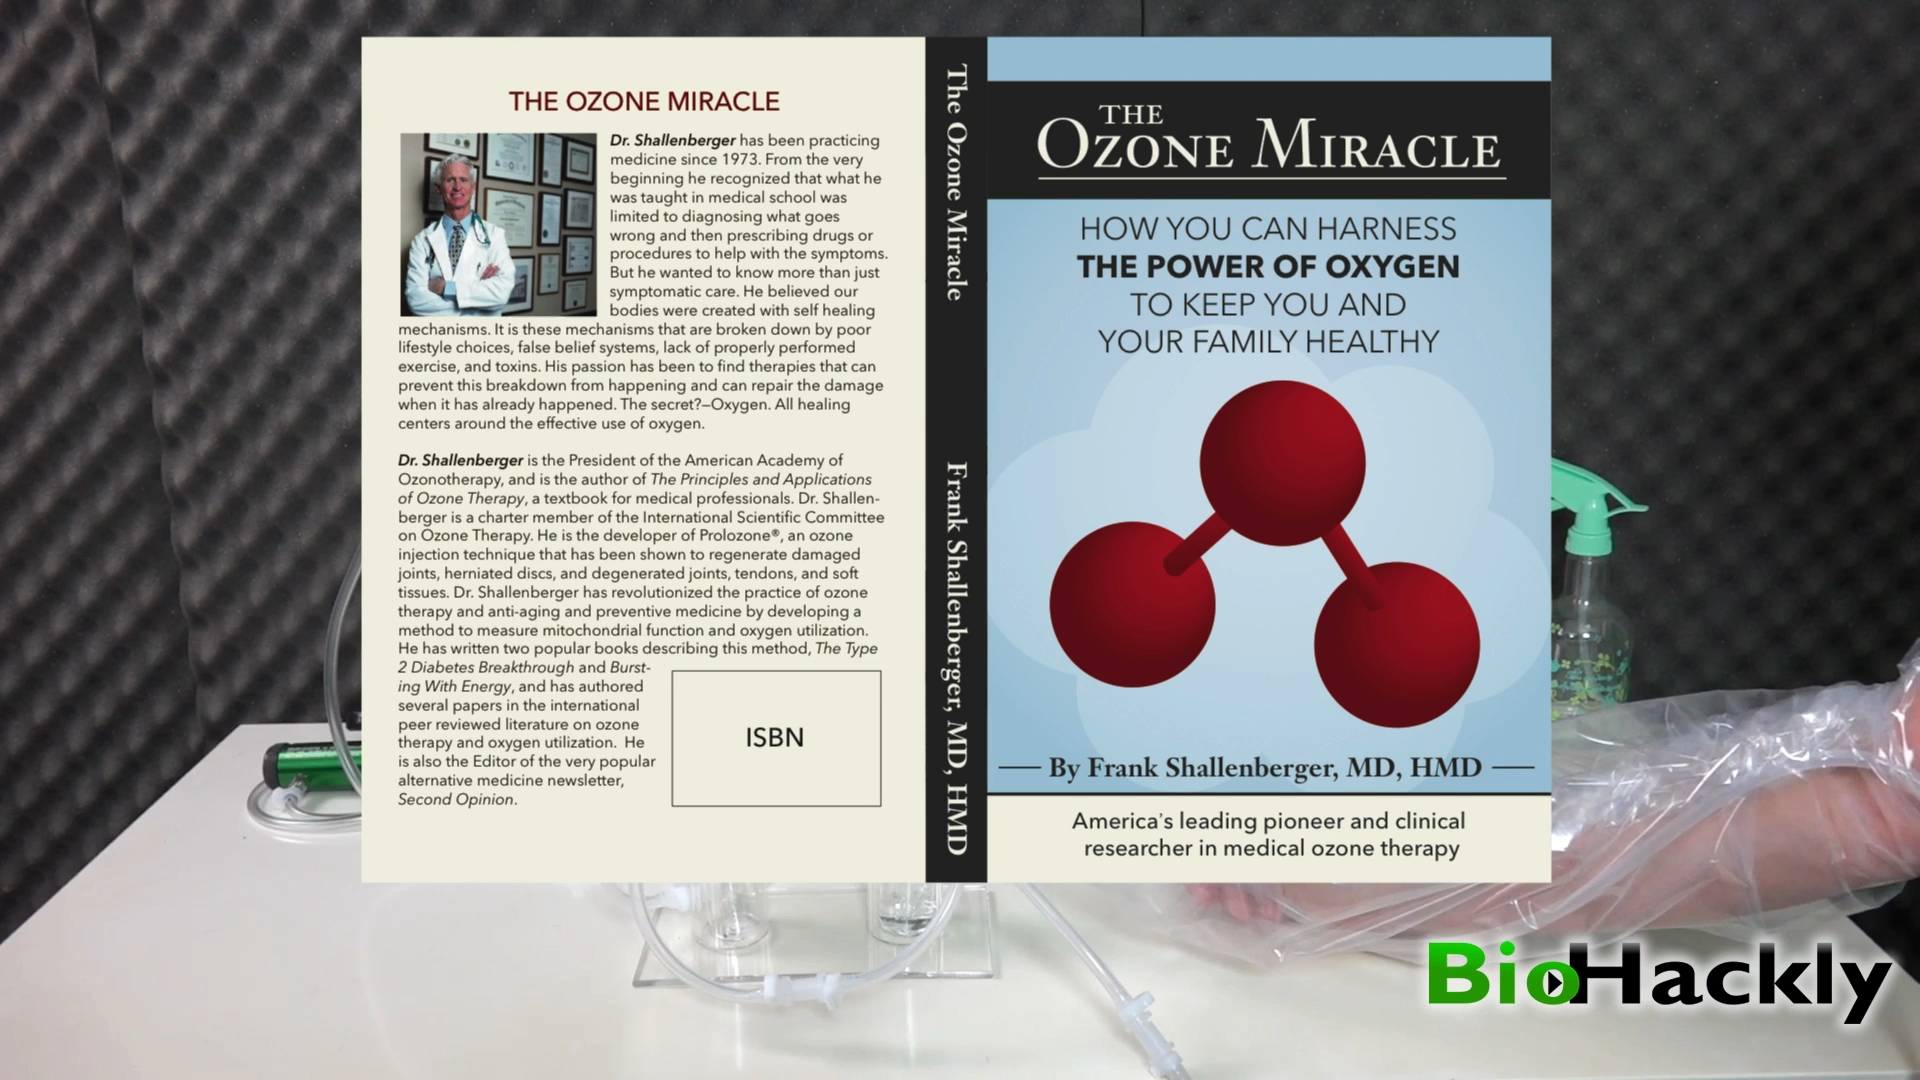 THE OZONE MIRACLE
Dr. Shallenberger has been practicing
medicine since 1973. From the very
beginning he recognized that what he
was taught in medical school was
limited to diagnosing what goes
wrong and then prescribing drugs or
procedures to help with the symptoms.
But he wanted to know more than just
symptomatic care. He believed our
bodies were created with self healing
mechanisms. It is these mechanisms that are broken down by poor
lifestyle choices, false belief systems, lack of properly performed
exercise, and toxins. His passion has been to find therapies that can
prevent this breakdown from happening and can repair the damage
when it has already happened. The secret?—Oxygen. All healing
centers around the effective use of oxygen.
Dr. Shallenberger is the President of the American Academy of
Ozonotherapy, and is the author of The Principles and Applications
of Ozone Therapy, a textbook for medical professionals. Dr. Shallen-
berger is a charter member of the International Scientific Committee
on Ozone Therapy. He is the developer of Prolozone®, an ozone
injection technique that has been shown to regenerate damaged
joints, herniated discs, and degenerated joints, tendons, and soft
tissues. Dr. Shallenberger has revolutionized the practice of ozone
therapy and anti-aging and preventive medicine by developing a
method to measure mitochondrial function and oxygen utilization.
He has written two popular books describing this method, The Type
2 Diabetes Breakthrough and Burst-
ing With Energy, and has authored
several papers in the international
peer reviewed literature on ozone
therapy and oxygen utilization. He
is also the Editor of the very popular
alternative medicine newsletter,
Second Opinion.
ISBN
The Ozone Miracle
Frank Shallenberger, MD, HMD
THE
OZONE MIRACLE
HOW YOU CAN HARNESS
THE POWER OF OXYGEN
TO KEEP YOU AND
YOUR FAMILY HEALTHY
By Frank Shallenberger, MD, HMD
America's leading pioneer and clinical
researcher in medical ozone therapy
BioHackly